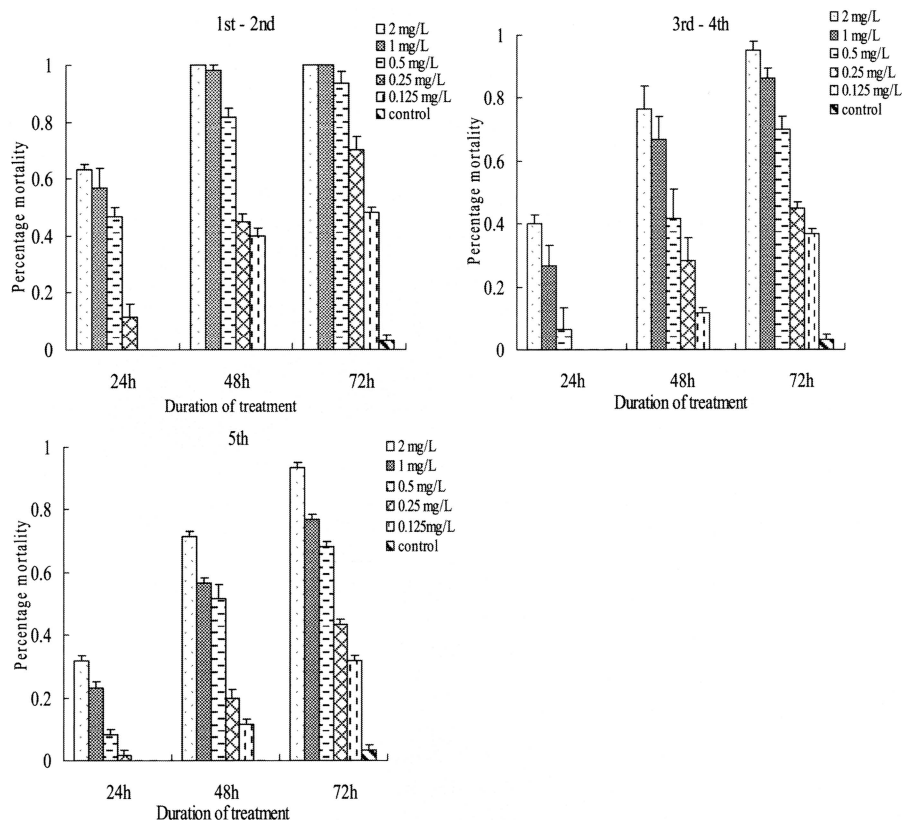 1st - 2nd
2 mg/L
1 mg/L
0.5 mg/L
0.25 mg/L
0.125 mg/L
control
1
0.8
0.6
0.4
0.2
0
Percentage mortality
24h
48h
72h
Duration of treatment
3rd - 4th
2 mg/L
1 mg/L
0.5 mg/L
0.25 mg/L
0.125 mg/L
control
1
0.8
0.6
0.4
0.2
0
Percentage mortality
24h
48h
72h
Duration of treatment
5th
2 mg/L
1 mg/L
0.5 mg/L
0.25 mg/L
0.125mg/L
control
1
0.8
0.6
0.4
0.2
0
Percentage mortality
24h
48h
72h
Duration of treatment